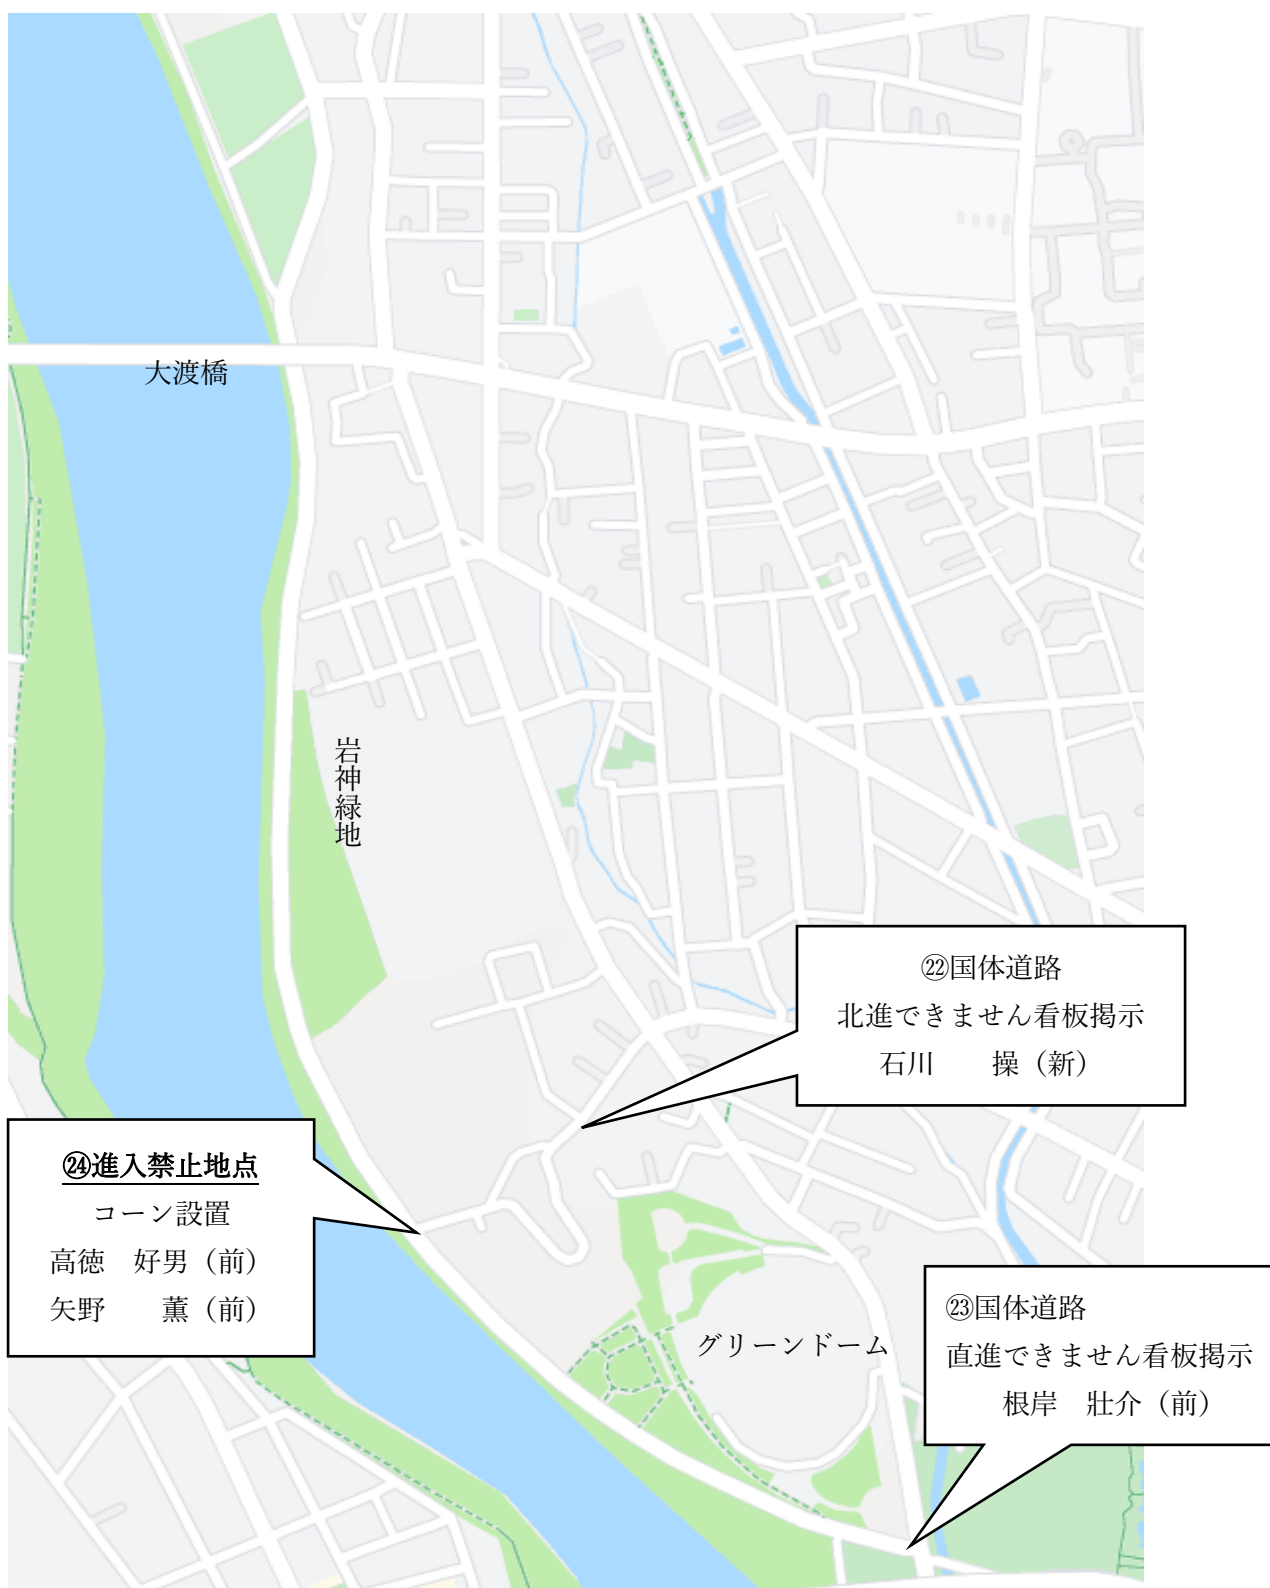 大渡橋
岩神緑地
㉒国体道路
北進できません看板掲示
石川　　操（新）
㉔進入禁止地点
コーン設置
高徳　好男（前）
矢野　　薫（前）
㉓国体道路
直進できません看板掲示
根岸　壯介（前）
グリーンドーム